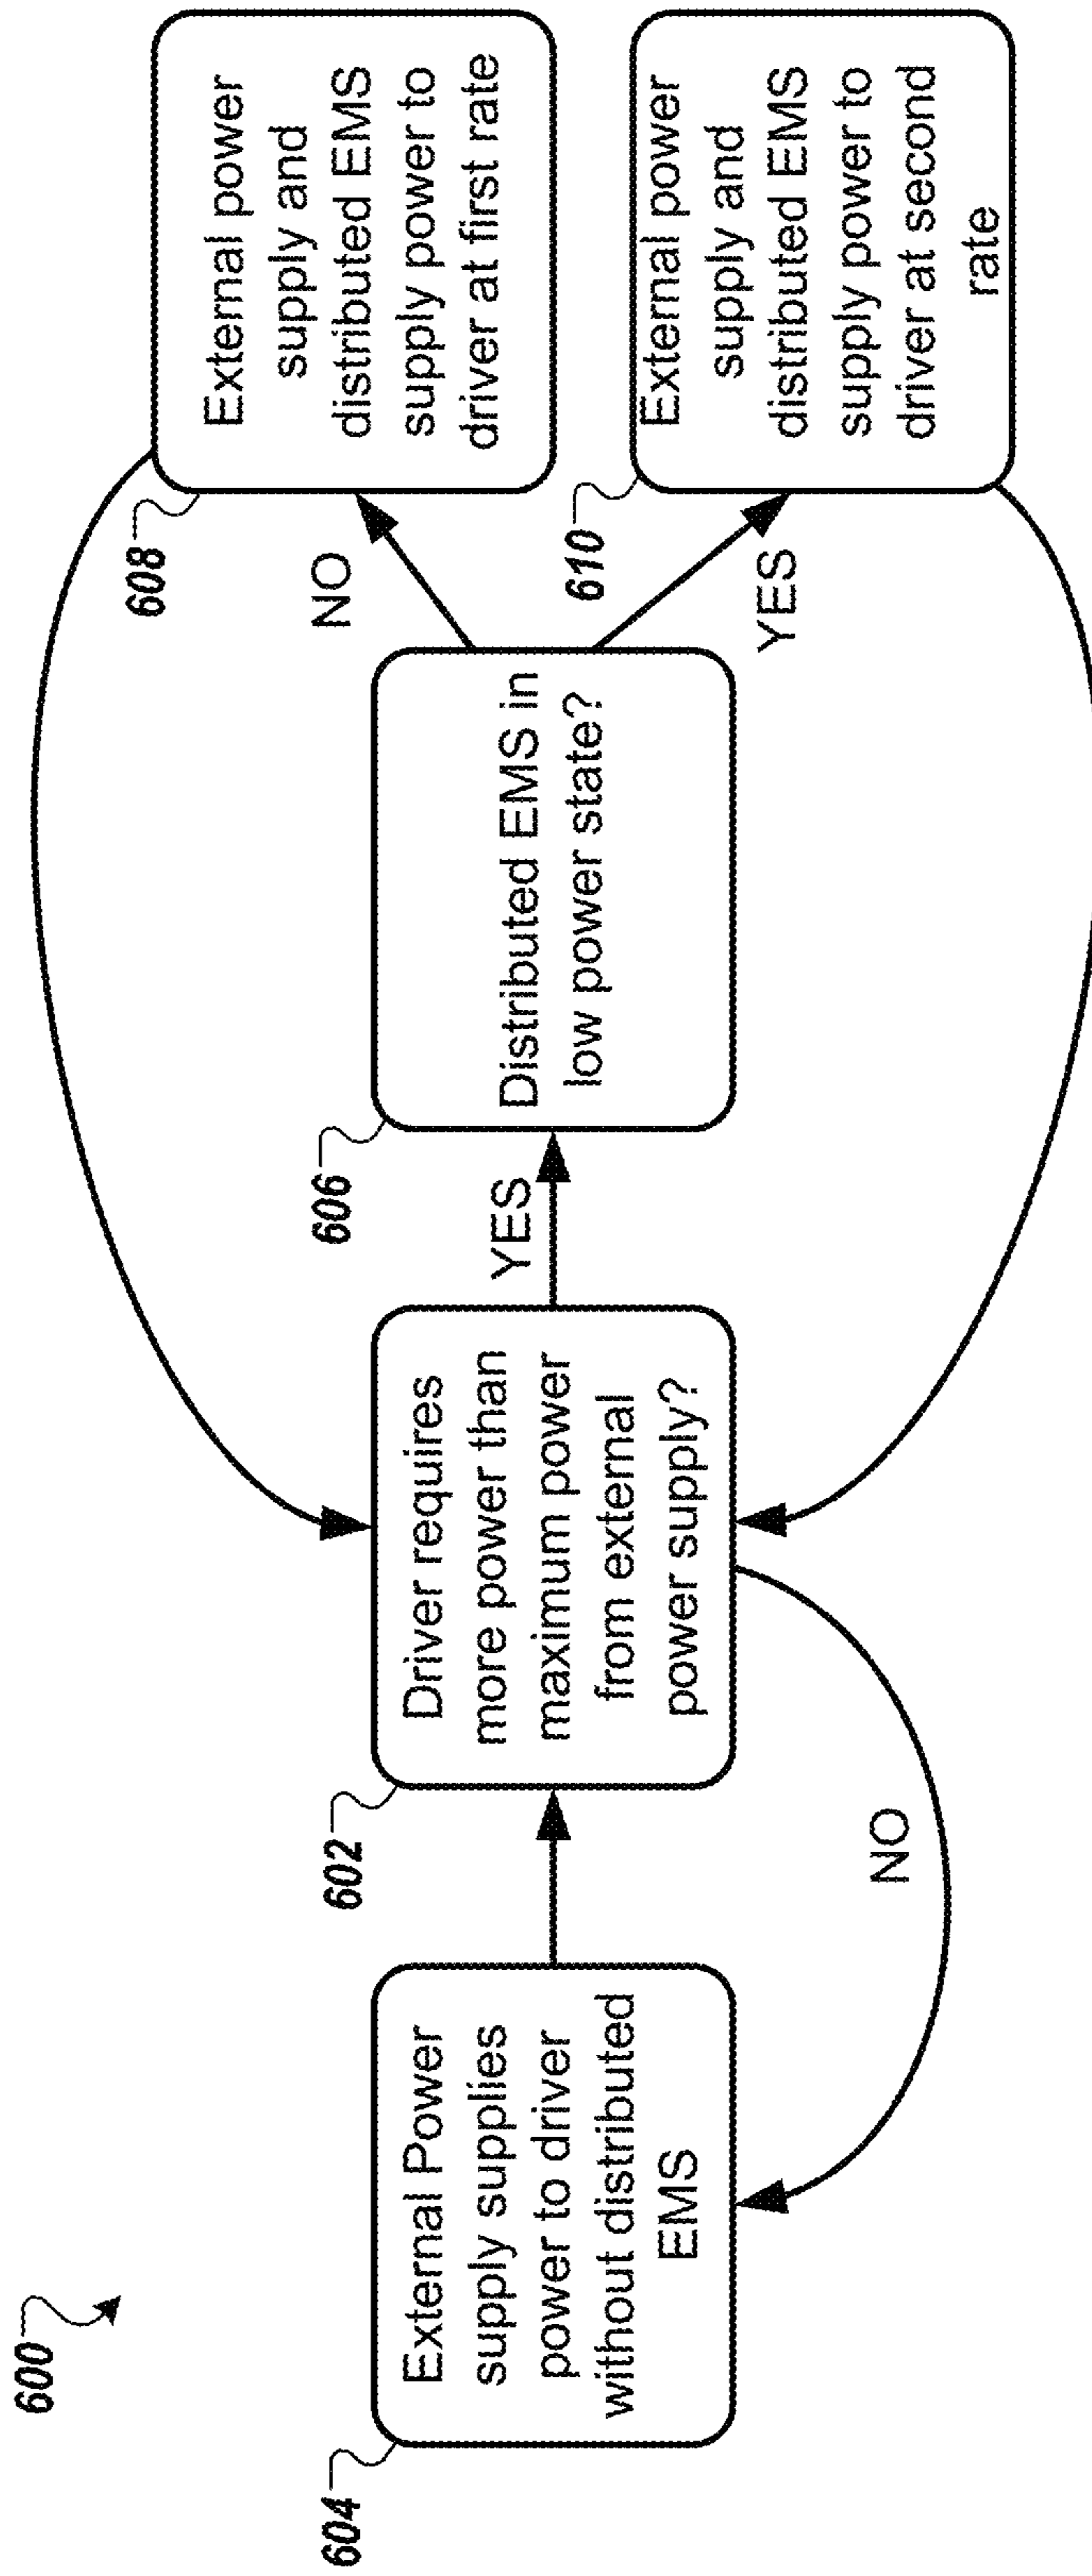 600
604
External Power
supply supplies
power to driver
without distributed
EMS
602
Driver requires
more power than
maximum power
from external
power supply?
NO
YES
606
Distributed EMS in
low power state?
NO
608
External power
supply and
distributed EMS
supply power to
driver at first rate
YES
610
External power
supply and
distributed EMS
supply power to
driver at second
rate